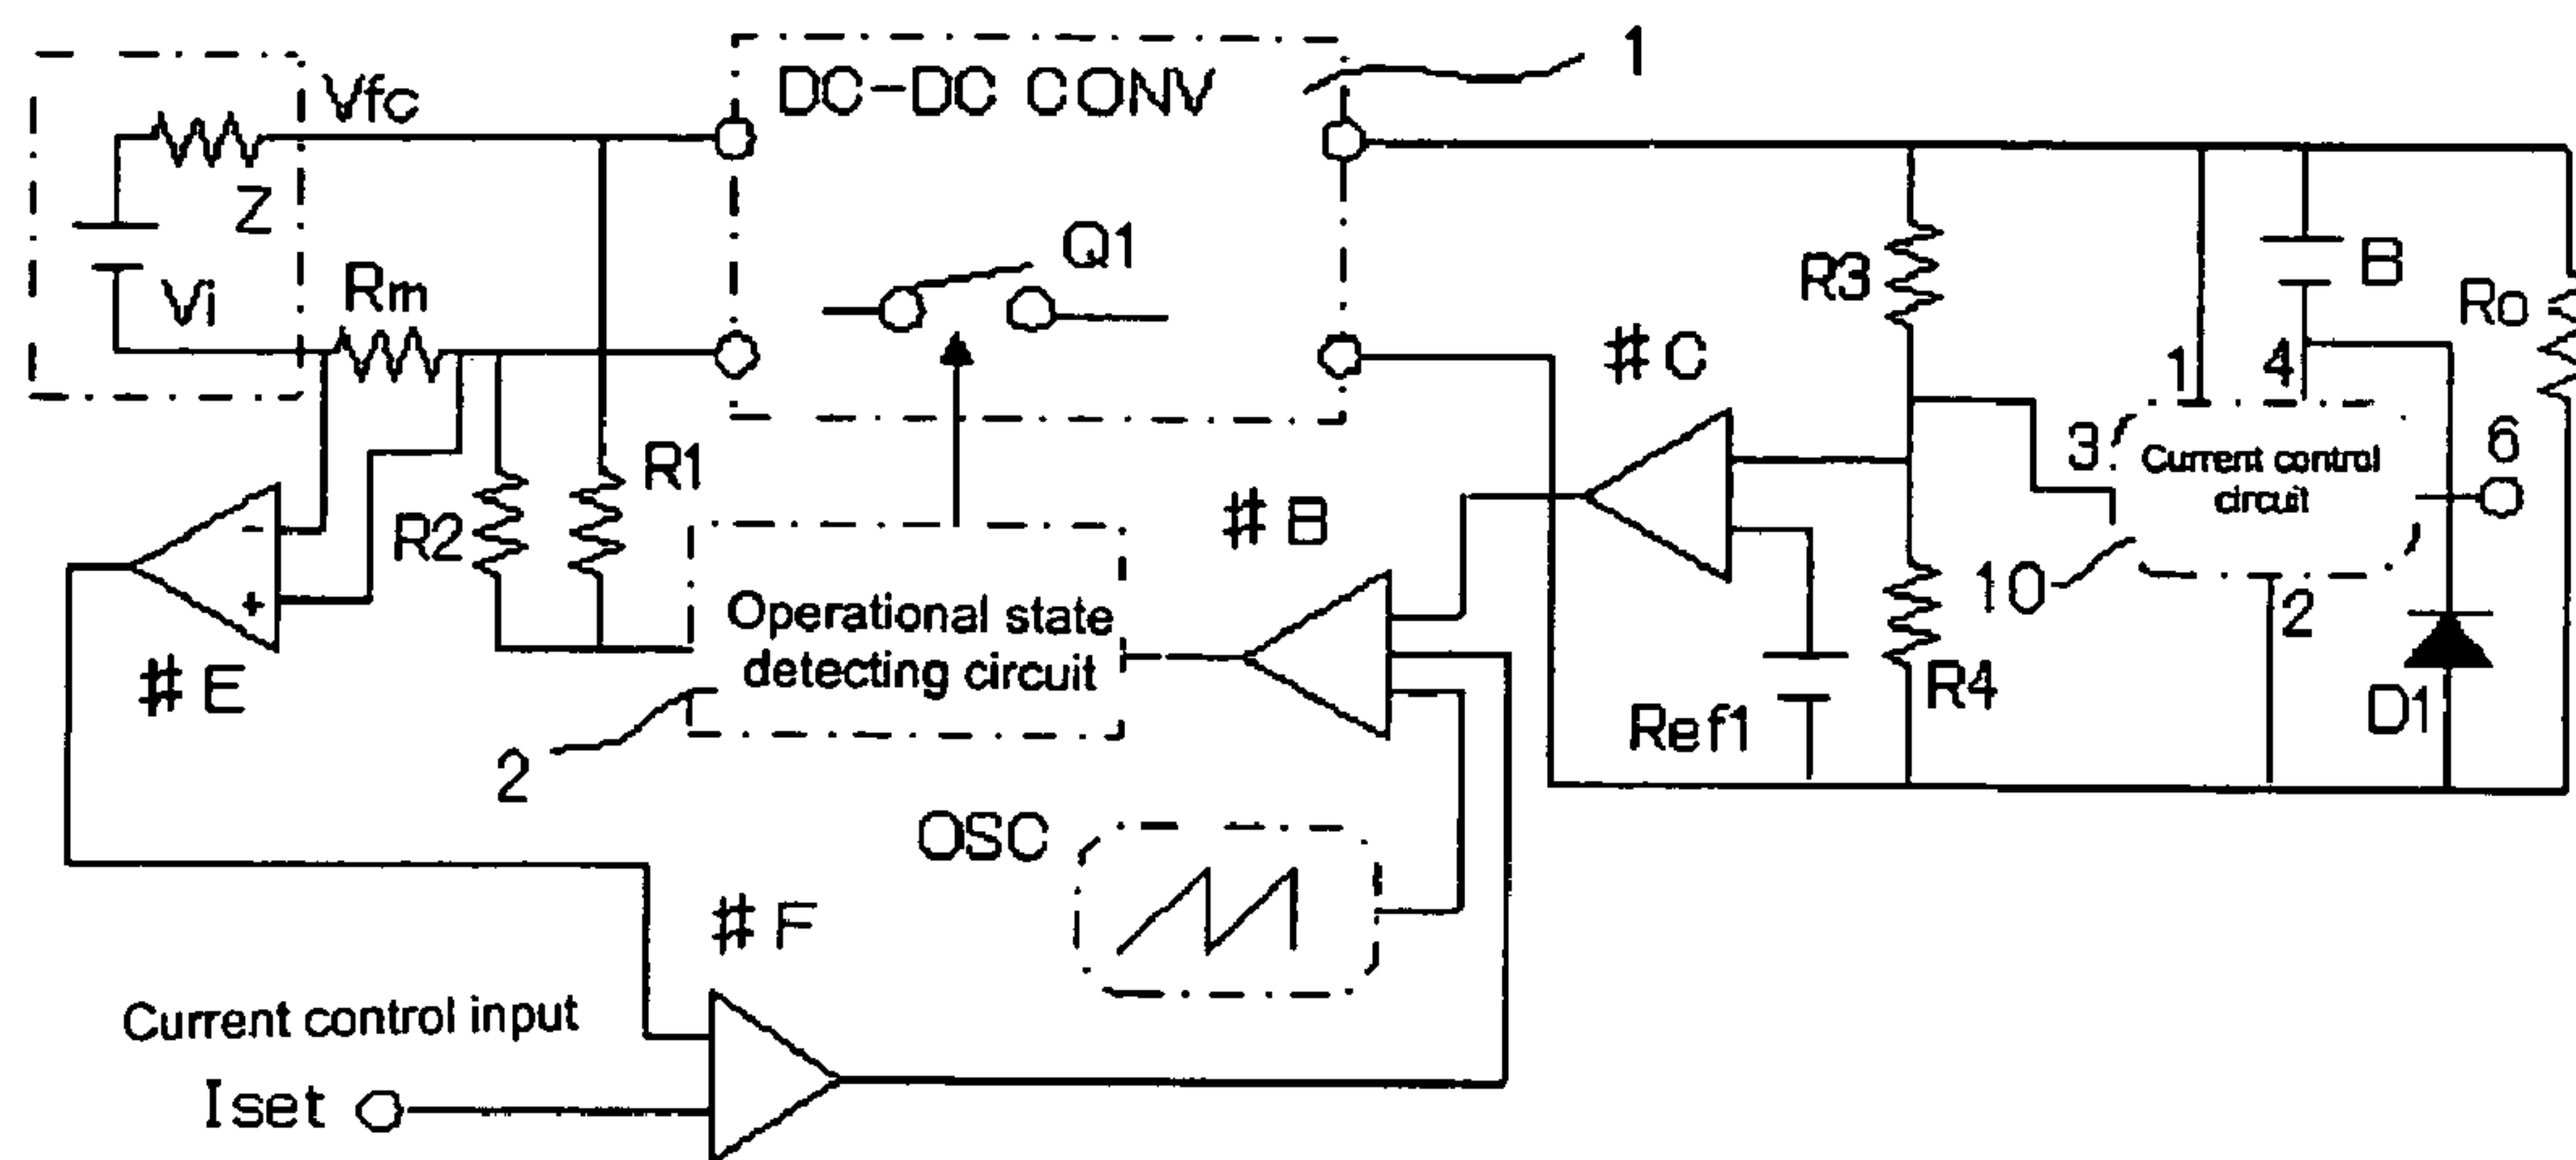 1
Vfc
DC-DC CONV
Z
Vi
Rm
Q1
R3
B
Ro
#C
1
4
3
Current control
circuit
6
R1
R2
#B
-
+
10
2
Operational state
detecting circuit
#E
R4
Ref1
D1
2
OSC
#F
Current control input
Iset